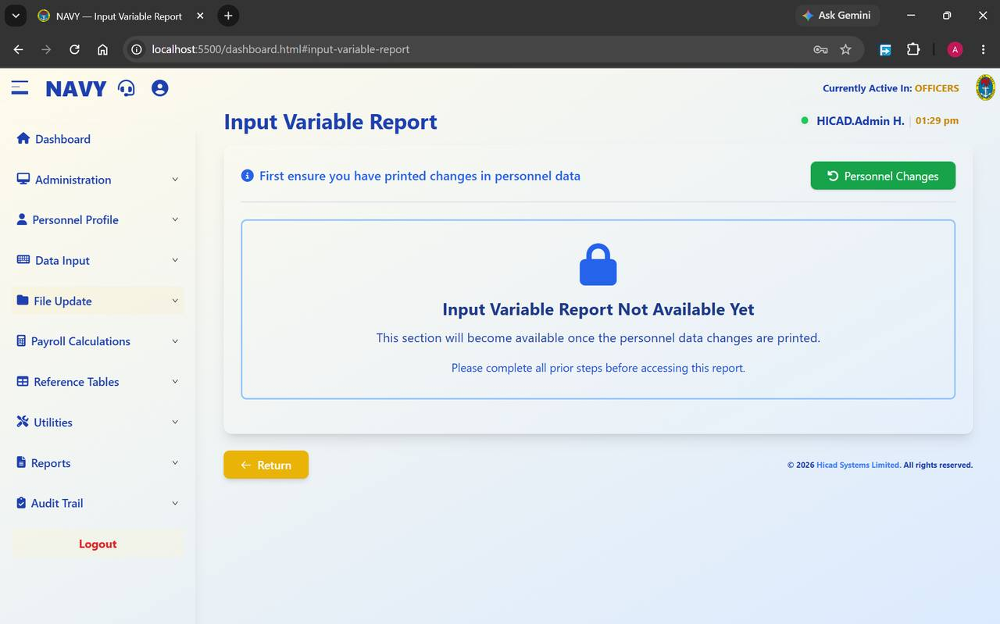 NAVY — Input Variable Report
Ask Gemini
localhost:5500/dashboard.html#input-variable-report
A
NAVY
Currently Active In: OFFICERS
Input Variable Report
HICAD.Admin H. | 01:29 pm
Dashboard
Administration
Personnel Profile
Data Input
File Update
Payroll Calculations
Reference Tables
Utilities
Reports
Audit Trail
Logout
First ensure you have printed changes in personnel data
Personnel Changes
Input Variable Report Not Available Yet
This section will become available once the personnel data changes are printed.
Please complete all prior steps before accessing this report.
Return
© 2026 Hicad Systems Limited. All rights reserved.